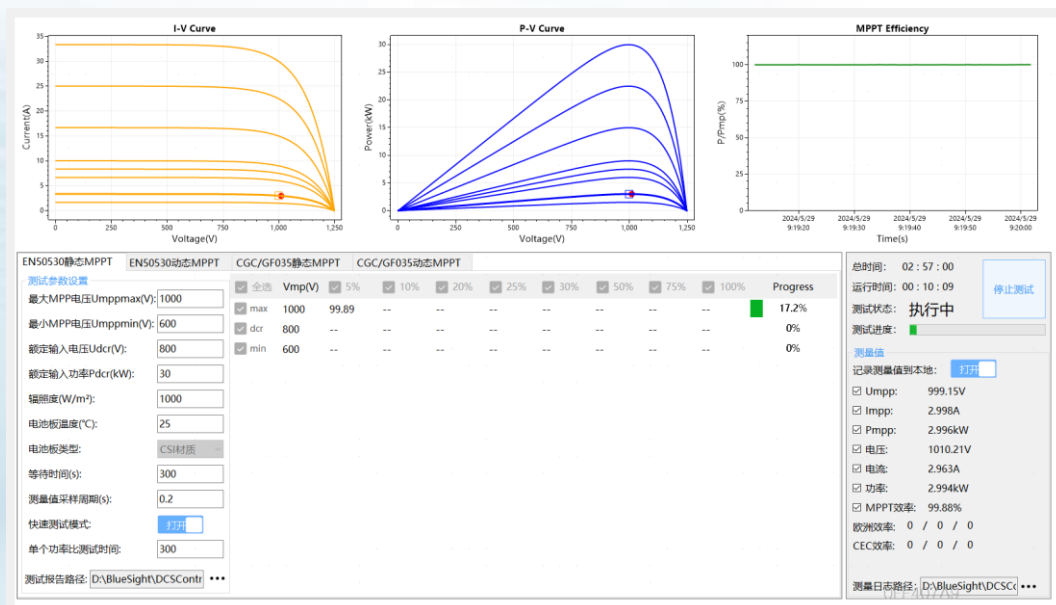 I-V Curve
35
30
25
20
15
10
5
0
Current(A)
0
250
500
750
1,000
1,250
Voltage(V)
P-V Curve
30
25
20
15
10
5
0
Power(kW)
0
250
500
750
1,000
1,250
Voltage(V)
MPPT Efficiency
100
75
50
25
0
P/Pmp(%)
2024/5/29 2024/5/29 2024/5/29 2024/5/29 2024/5/29
9:19:20 9:19:30 9:19:40 9:19:50 9:20:00
Time(s)
EN50530静态MPPT EN50530动态MPPT CGC/GF035静态MPPT CGC/GF035动态MPPT
测试参数设置
最大MPP电压Umppmax(V): 1000
最小MPP电压Umppmin(V): 600
额定输入电压Udcr(V): 800
额定输入功率Pdcr(kW): 30
辐照度(W/m²): 1000
电池板温度(℃): 25
电池板类型: CSI材质
等待时间(s): 300
测量值采样周期(s): 0.2
快速测试模式: 打开
单个功率比测试时间: 300
测试报告路径: D:\BlueSight\DCSContr •••
全选 Vmp(V) 5% 10% 20% 25% 30% 50% 75% 100% Progress
max 1000 99.89 -- -- -- -- -- -- -- 17.2%
dcr 800 -- -- -- -- -- -- -- -- 0%
min 600 -- -- -- -- -- -- -- -- 0%
总时间: 02 : 57 : 00
运行时间: 00 : 10 : 09
停止测试
测试状态: 执行中
测试进度:
测量值
记录测量值到本地: 打开
Umpp: 999.15V
Impp: 2.998A
Pmpp: 2.996kW
电压: 1010.21V
电流: 2.963A
功率: 2.994kW
MPPT效率: 99.88%
欧洲效率: 0 / 0 / 0
CEC效率: 0 / 0 / 0
测量日志路径: D:\BlueSight\DCSCc •••